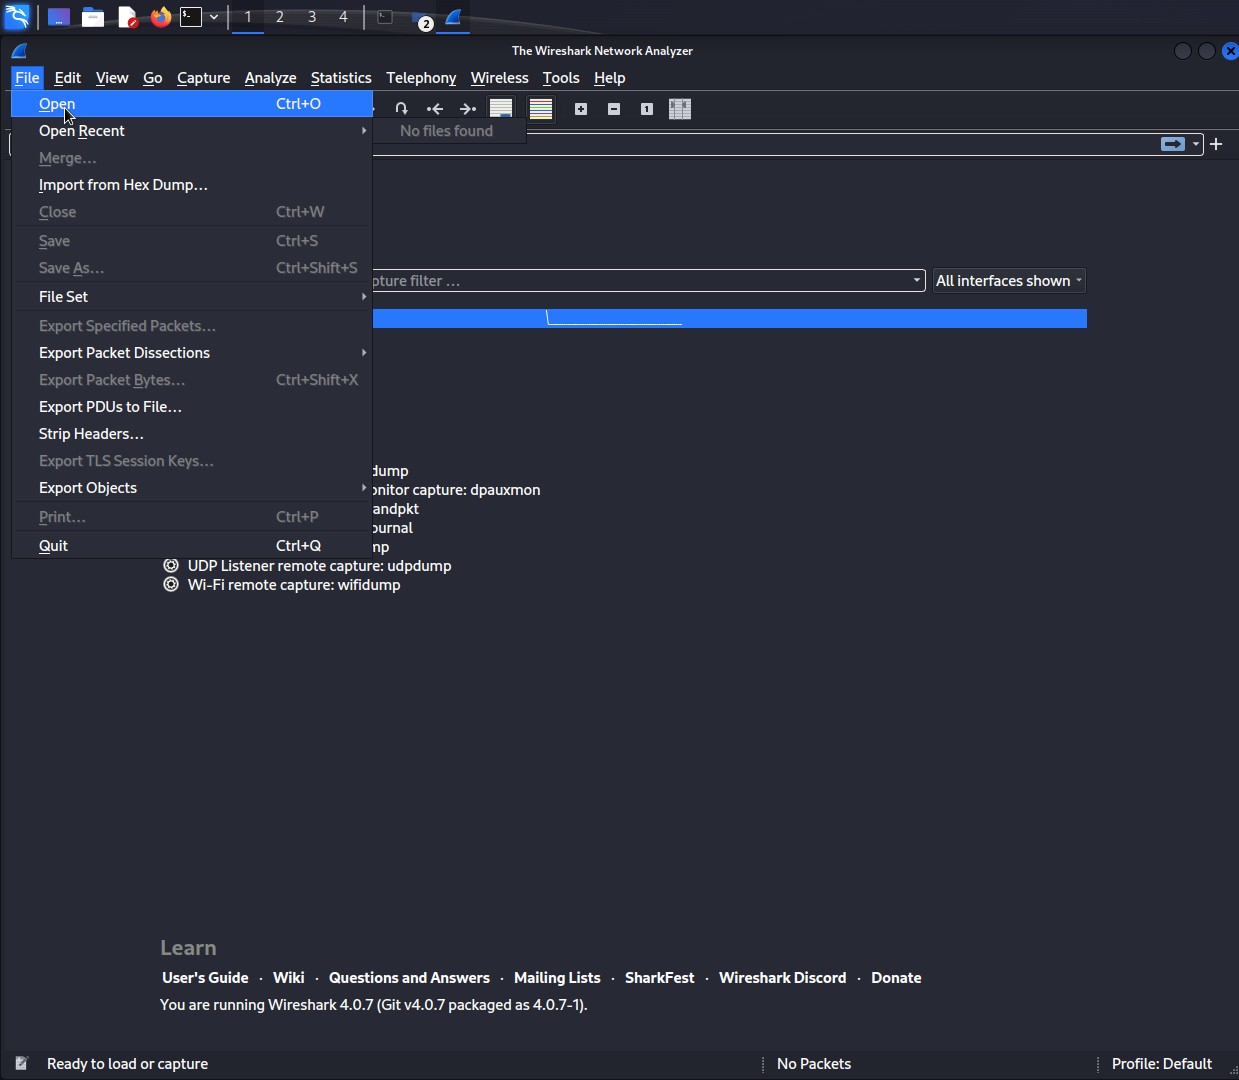 1 2 3 4 2
The Wireshark Network Analyzer
File Edit View Go Capture Analyze Statistics Telephony Wireless Tools Help
Open Ctrl+O
Open Recent No files found
Merge...
Import from Hex Dump...
Close Ctrl+W
Save Ctrl+S
Save As... Ctrl+Shift+S
pture filter ... All interfaces shown
File Set
Export Specified Packets...
Export Packet Dissections
Export Packet Bytes... Ctrl+Shift+X
Export PDUs to File...
Strip Headers...
Export TLS Session Keys...
dump
Export Objects
onitor capture: dpauxmon
andpkt
Print... Ctrl+P
ournal
Quit Ctrl+Q
mp
UDP Listener remote capture: udpdump
Wi-Fi remote capture: wifidump
Learn
User's Guide · Wiki · Questions and Answers · Mailing Lists · SharkFest · Wireshark Discord · Donate
You are running Wireshark 4.0.7 (Git v4.0.7 packaged as 4.0.7-1).
Ready to load or capture No Packets Profile: Default